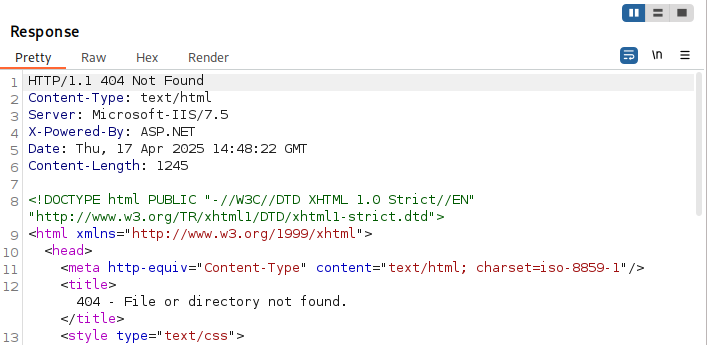 Response
Pretty Raw Hex Render \n
1 HTTP/1.1 404 Not Found
2 Content-Type: text/html
3 Server: Microsoft-IIS/7.5
4 X-Powered-By: ASP.NET
5 Date: Thu, 17 Apr 2025 14:48:22 GMT
6 Content-Length: 1245
7
8 <!DOCTYPE html PUBLIC "-//W3C//DTD XHTML 1.0 Strict//EN"
"http://www.w3.org/TR/xhtml1/DTD/xhtml1-strict.dtd">
9 <html xmlns="http://www.w3.org/1999/xhtml">
10 <head>
11 <meta http-equiv="Content-Type" content="text/html; charset=iso-8859-1"/>
12 <title>
404 - File or directory not found.
</title>
13 <style type="text/css">